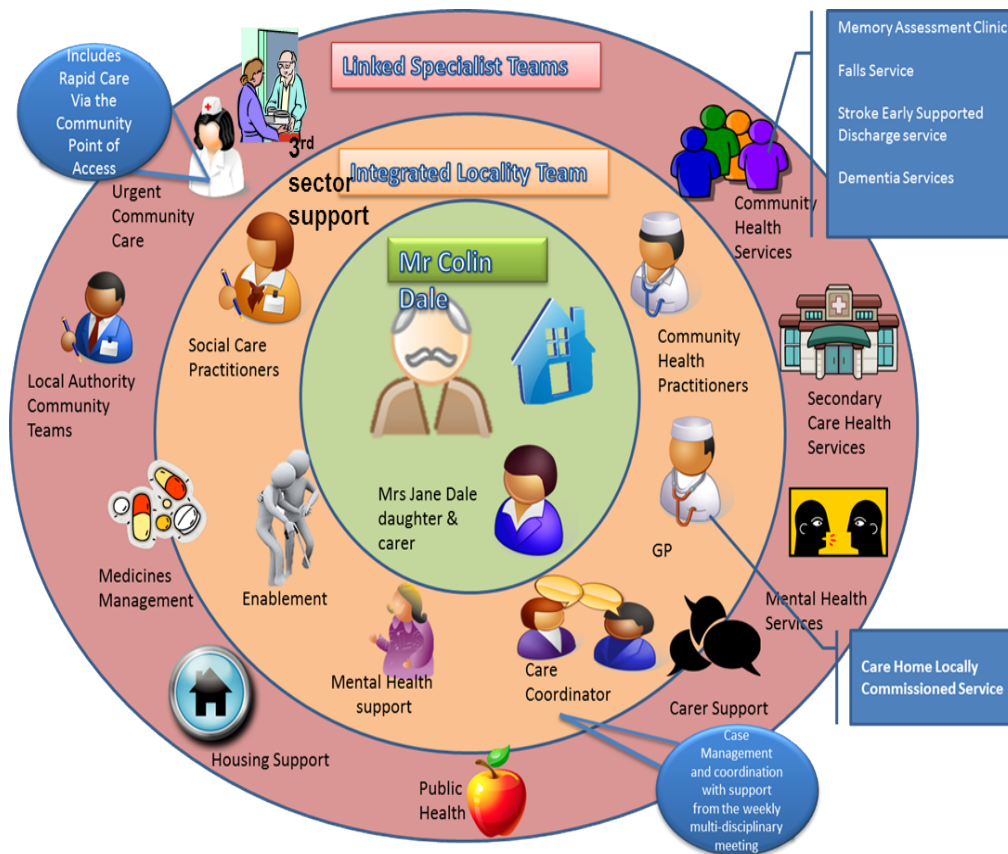 Includes
Rapid Care
Via the
Community
Point of
Access
Linked Specialist Teams
Memory Assessment Clinic
Falls Service
Stroke Early Supported
Discharge service
Dementia Services
3rd
sector
support
Integrated Locality Team
Urgent
Community
Care
Community
Health
Services
Mr Colin
Dale
Social Care
Practitioners
Community
Health
Practitioners
Local Authority
Community
Teams
Secondary
Care Health
Services
Mrs Jane Dale
daughter &
carer
GP
Medicines
Management
Enablement
Mental Health
Services
Mental Health
support
Care
Coordinator
Carer Support
Care Home Locally
Commissioned Service
Housing Support
Public
Health
Case
Management
and coordination
with support
from the weekly
multi-disciplinary
meeting